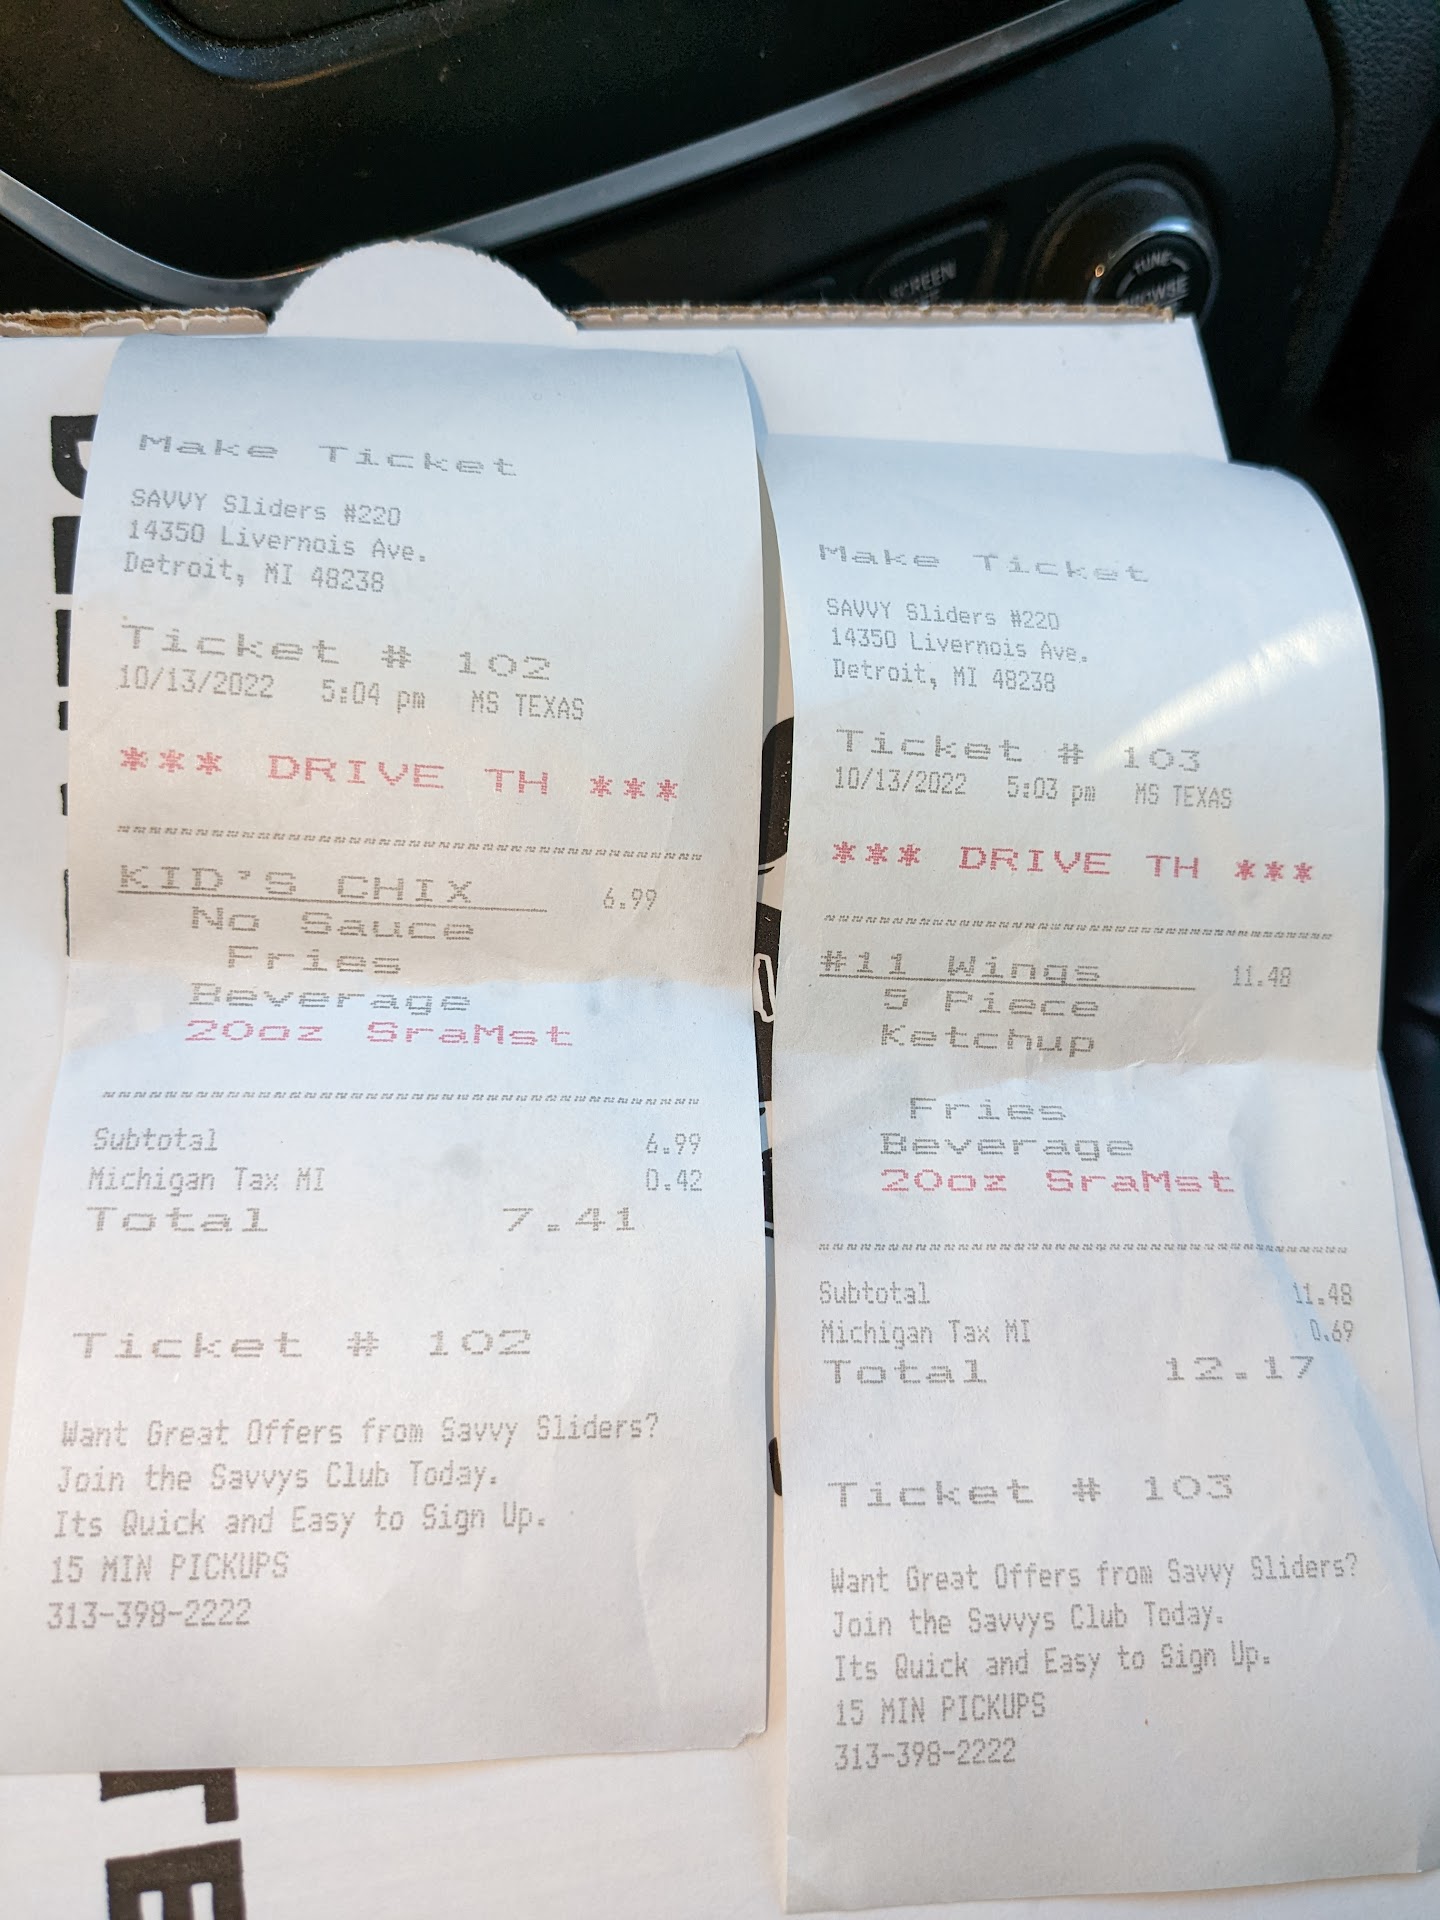 SCREEN
TUNE
BROWSE
Make Ticket
SAVVY Sliders #220
14350 Livernois Ave.
Detroit, MI 48238
Ticket # 102
10/13/2022 5:04 pm MS TEXAS
*** DRIVE TH ***
KID'S CHIX 6.99
No Sauce
Fries
Beverage
20oz SraMst
Subtotal 6.99
Michigan Tax MI 0.42
Total 7.41
Ticket # 102
Want Great Offers from Savvy Sliders?
Join the Savvys Club Today.
Its Quick and Easy to Sign Up.
15 MIN PICKUPS
313-398-2222
Make Ticket
SAVVY Sliders #220
14350 Livernois Ave.
Detroit, MI 48238
Ticket # 103
10/13/2022 5:03 pm MS TEXAS
*** DRIVE TH ***
#11 Wings 11.48
5 Piece
Ketchup
Fries
Beverage
20oz SraMst
Subtotal 11.48
Michigan Tax MI 0.69
Total 12.17
Ticket # 103
Want Great Offers from Savvy Sliders?
Join the Savvys Club Today.
Its Quick and Easy to Sign Up.
15 MIN PICKUPS
313-398-2222